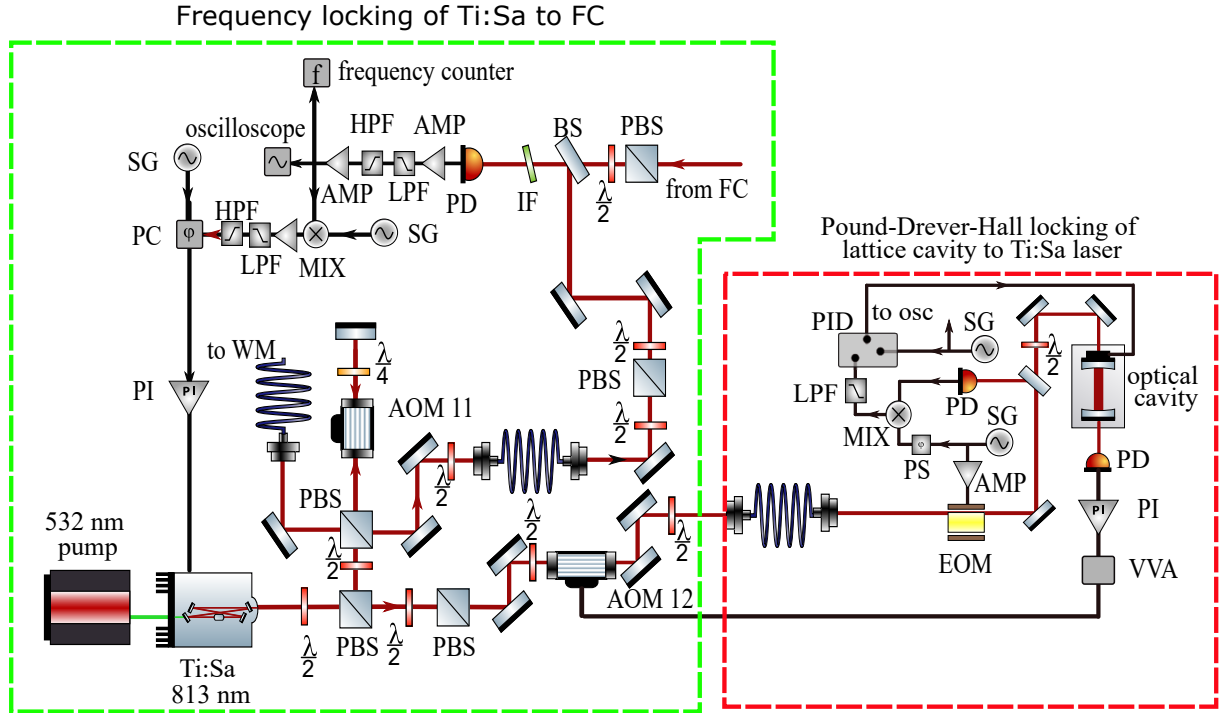 Frequency locking of Ti:Sa to FC
f frequency counter
oscilloscope
HPF
AMP
BS
PBS
SG
AMP
LPF
PD
IF
λ/2
from FC
HPF
PC
φ
LPF
MIX
SG
Pound-Drever-Hall locking of
lattice cavity to Ti:Sa laser
to osc
SG
PID
λ/2
to WM
λ/4
λ/2
PBS
PI
PI
AOM 11
λ/2
LPF
PD
optical
cavity
MIX
SG
φ
PS
PD
PBS
λ/2
AMP
PI
PI
532 nm
pump
λ/2
λ/2
λ/2
EOM
VVA
AOM 12
λ/2
PBS
λ/2
PBS
Ti:Sa
813 nm